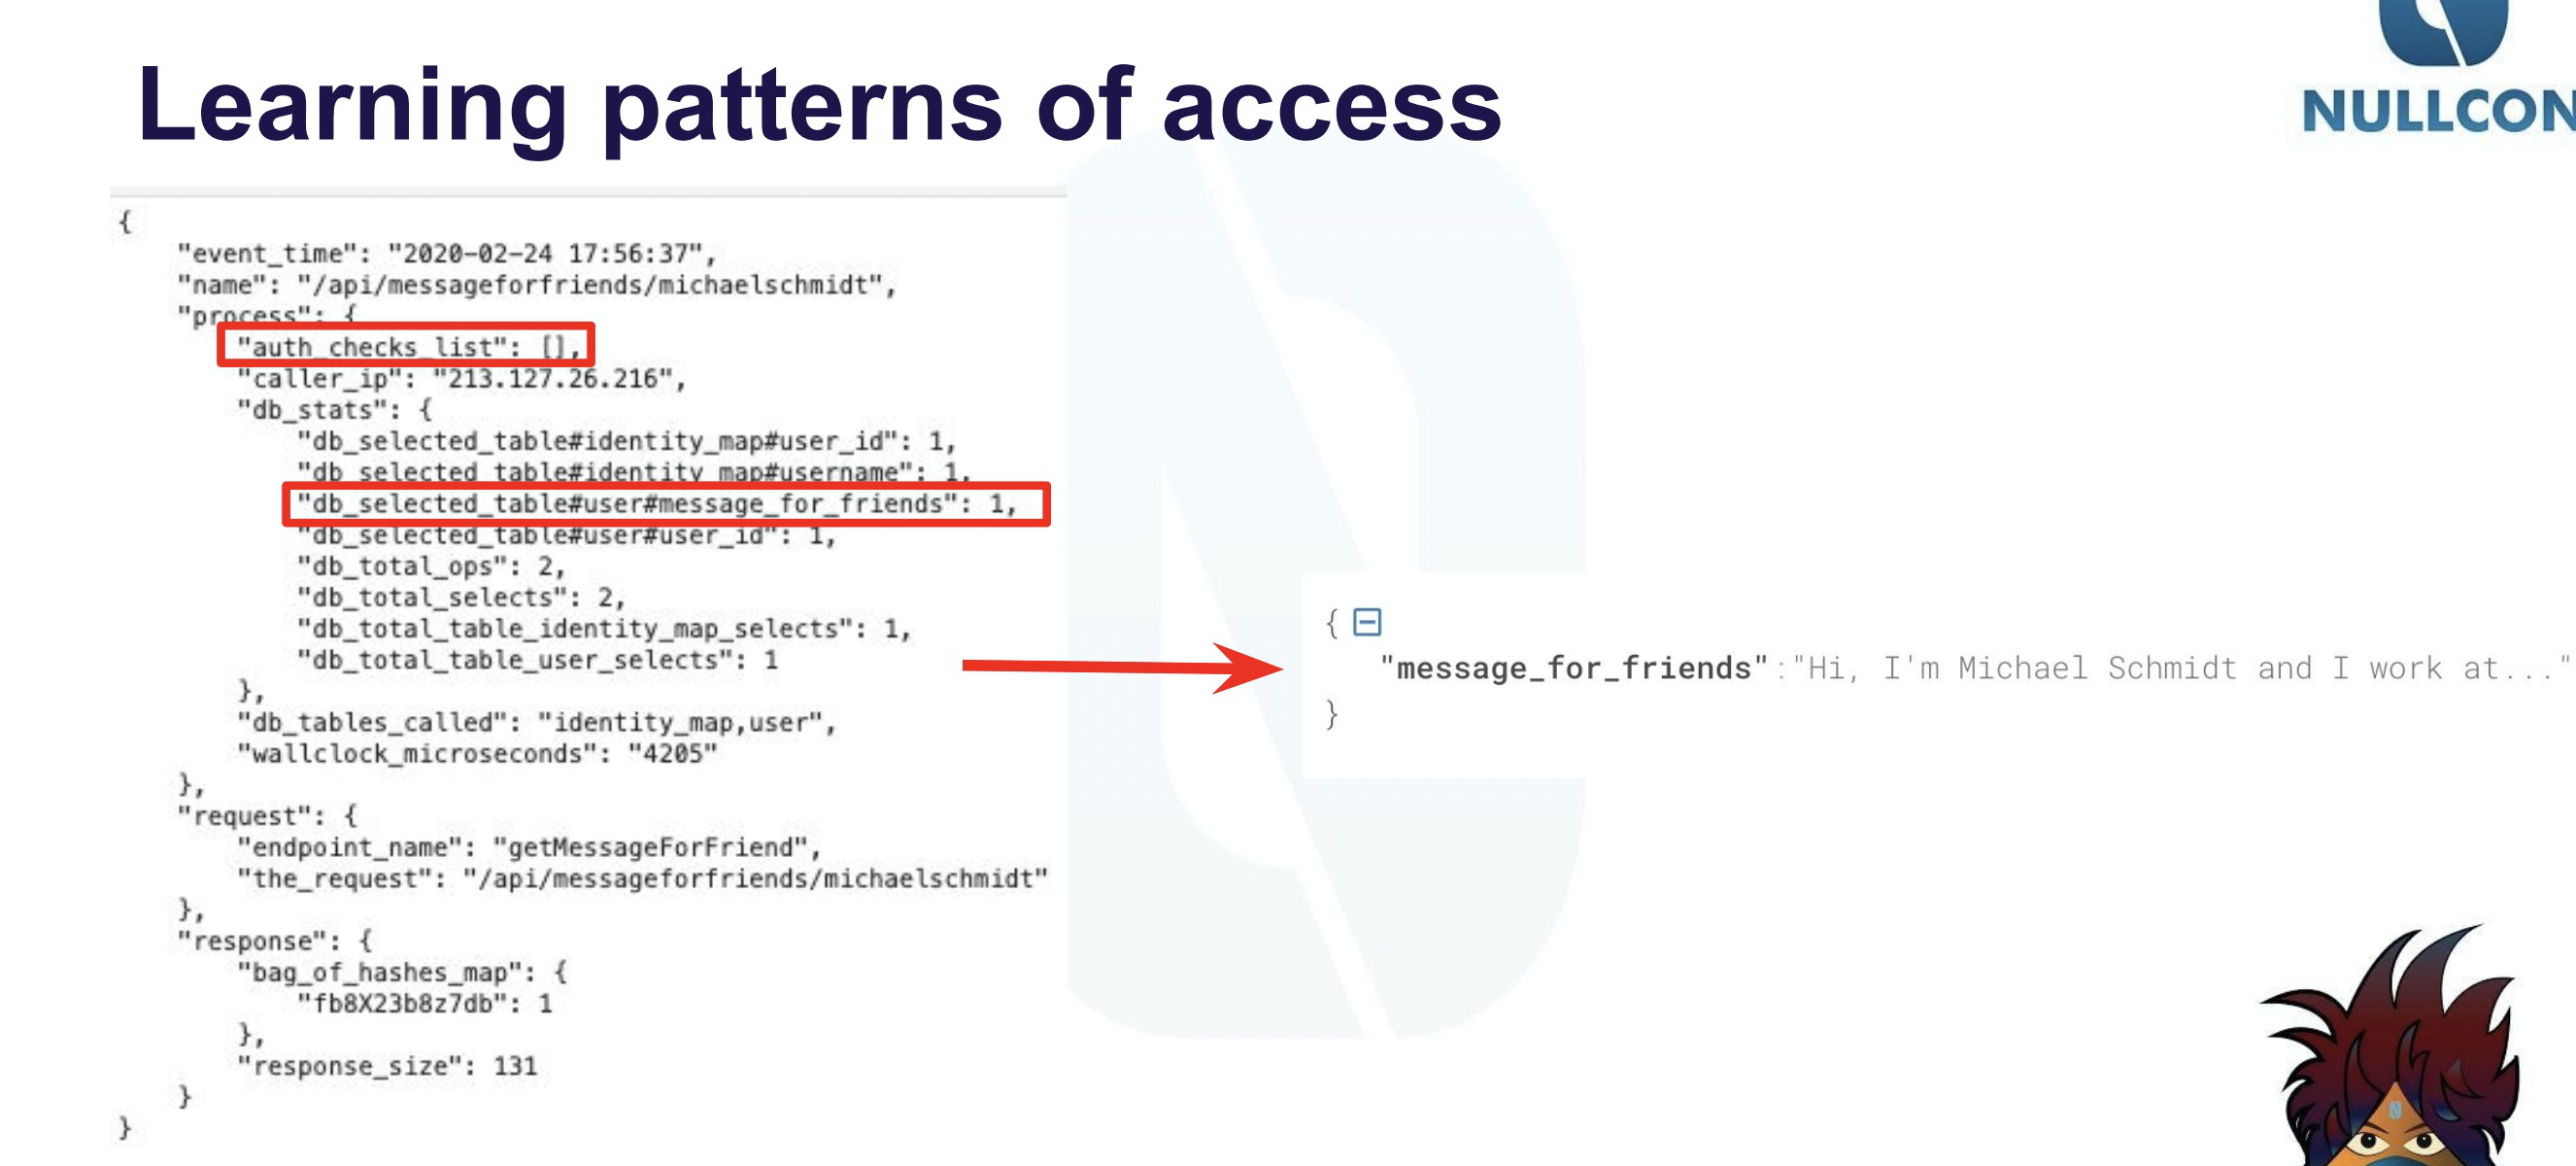 Learning patterns of access
NULLCON
{
"event_time": "2020-02-24 17:56:37",
"name": "/api/messageforfriends/michaelschmidt",
"process": {
"auth_checks_list": [],
"caller_ip": "213.127.26.216",
"db_stats": {
"db_selected_table#identity_map#user_id": 1,
"db_selected_table#identity_map#username": 1,
"db_selected_table#user#message_for_friends": 1,
"db_selected_table#user#user_id": 1,
"db_total_ops": 2,
"db_total_selects": 2,
"db_total_table_identity_map_selects": 1,
"db_total_table_user_selects": 1
},
"db_tables_called": "identity_map,user",
"wallclock_microseconds": "4205"
},
"request": {
"endpoint_name": "getMessageForFriend",
"the_request": "/api/messageforfriends/michaelschmidt"
},
"response": {
"bag_of_hashes_map": {
"fb8X23b8z7db": 1
},
"response_size": 131
}
}
{
"message_for_friends":"Hi, I'm Michael Schmidt and I work at..."
}